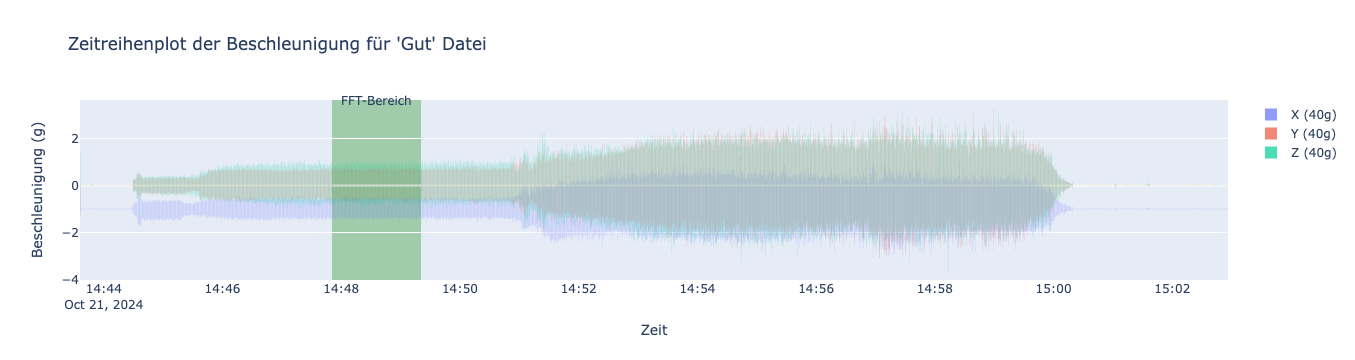 Zeitreihenplot der Beschleunigung für 'Gut' Datei
FFT-Bereich
X (40g)
Y (40g)
Z (40g)
Beschleunigung (g)
2
0
−2
−4
14:44 14:46 14:48 14:50 14:52 14:54 14:56 14:58 15:00 15:02
Oct 21, 2024
Zeit